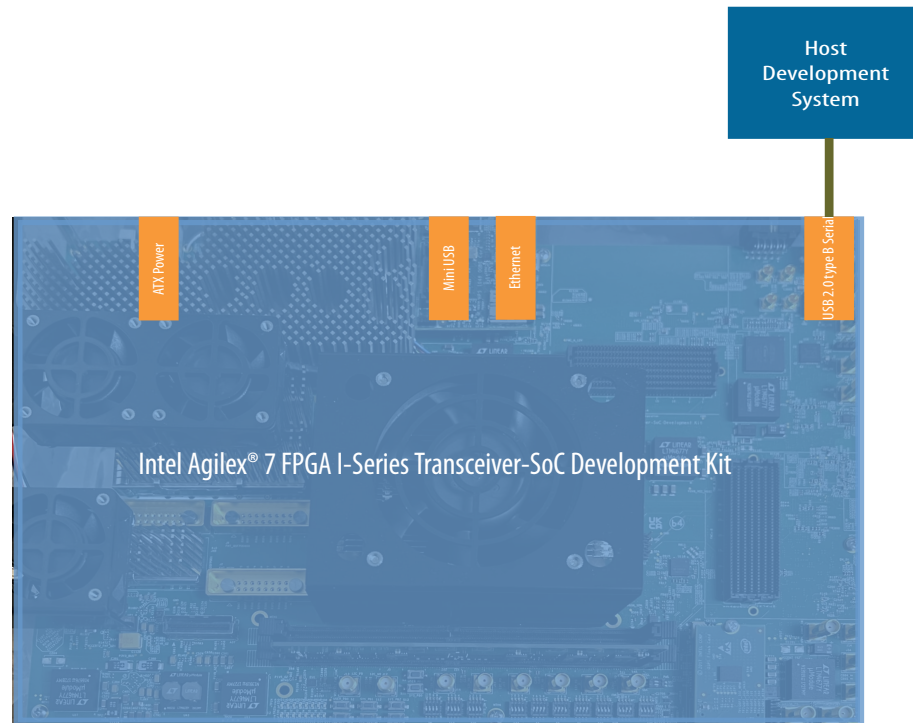 Host
Development
System
ATX Power
Mini USB
Ethernet
USB 2.0 type B Serial
Intel Agilex® 7 FPGA I-Series Transceiver-SoC Development Kit